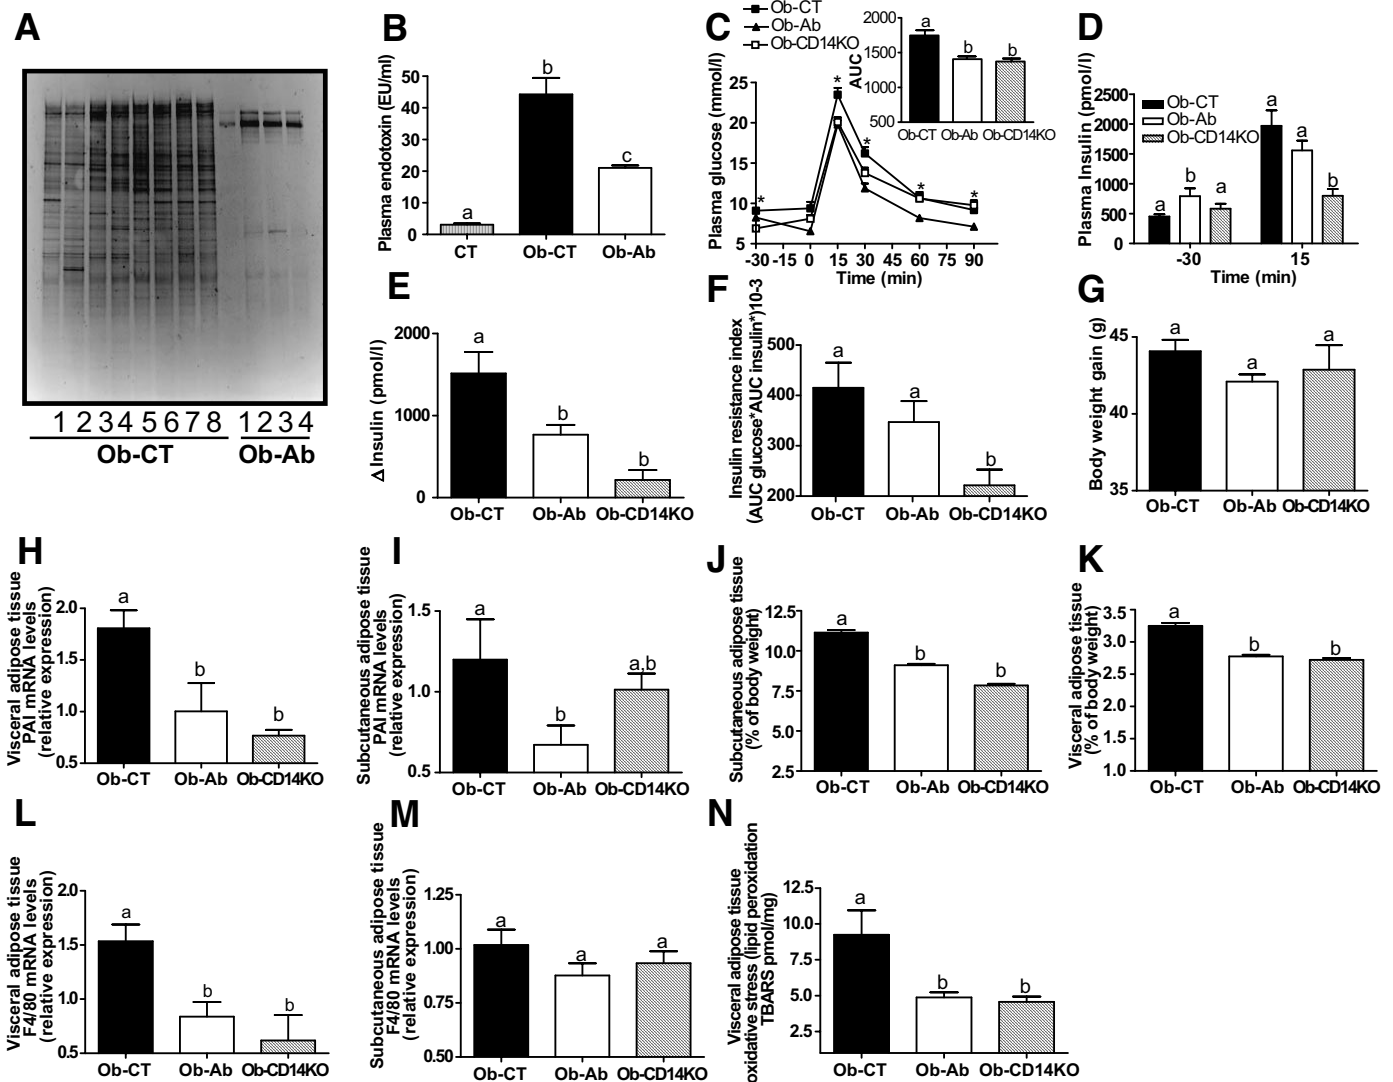 A
1 2 3 4 5 6 7 8 1 2 3 4
Ob-CT Ob-Ab
B
Plasma endotoxin (EU/ml)
50
40
30
20
10
0
a
b
c
CT Ob-CT Ob-Ab
C
Ob-CT
Ob-Ab
Ob-CD14KO
Plasma glucose (mmol/l)
25
20
15
10
5
* * * * *
-30 -15 0 15 30 45 60 75 90
Time (min)
AUC
2000
1500
1000
500
a b b
Ob-CT Ob-Ab Ob-CD14KO
D
Plasma Insulin (pmol/l)
2500
2000
1500
1000
500
0
Ob-CT
Ob-Ab
Ob-CD14KO
a b a a a b
-30 15
Time (min)
E
Δ Insulin (pmol/l)
2000
1000
0
a b b
Ob-CT Ob-Ab Ob-CD14KO
F
Insulin resistance index
(AUC glucose*AUC insulin*)10-3
500
400
300
200
a a b
Ob-CT Ob-Ab Ob-CD14KO
G
Body weight gain (g)
45
40
35
a a a
Ob-CT Ob-Ab Ob-CD14KO
H
Visceral adipose tissue
PAI mRNA levels
(relative expression)
2.0
1.5
1.0
0.5
a b b
Ob-CT Ob-Ab Ob-CD14KO
I
Subcutaneous adipose tissue
PAI mRNA levels
(relative expression)
1.5
1.0
0.5
a b a,b
Ob-CT Ob-Ab Ob-CD14KO
J
Subcutaneous adipose tissue
(% of body weight)
12.5
10.0
7.5
5.0
2.5
a b b
Ob-CT Ob-Ab Ob-CD14KO
K
Visceral adipose tissue
(% of body weight)
3.5
3.0
2.5
2.0
1.5
1.0
a b b
Ob-CT Ob-Ab Ob-CD14KO
L
Visceral adipose tissue
F4/80 mRNA levels
(relative expression)
2.0
1.5
1.0
0.5
a b b
Ob-CT Ob-Ab Ob-CD14KO
M
Subcutaneous adipose tissue
F4/80 mRNA levels
(relative expression)
1.25
1.00
0.75
0.50
a a a
Ob-CT Ob-Ab Ob-CD14KO
N
Visceral adipose tissue
oxidative stress (lipid peroxidation
TBARS pmol/mg)
12.5
10.0
7.5
5.0
2.5
a b b
Ob-CT Ob-Ab Ob-CD14KO